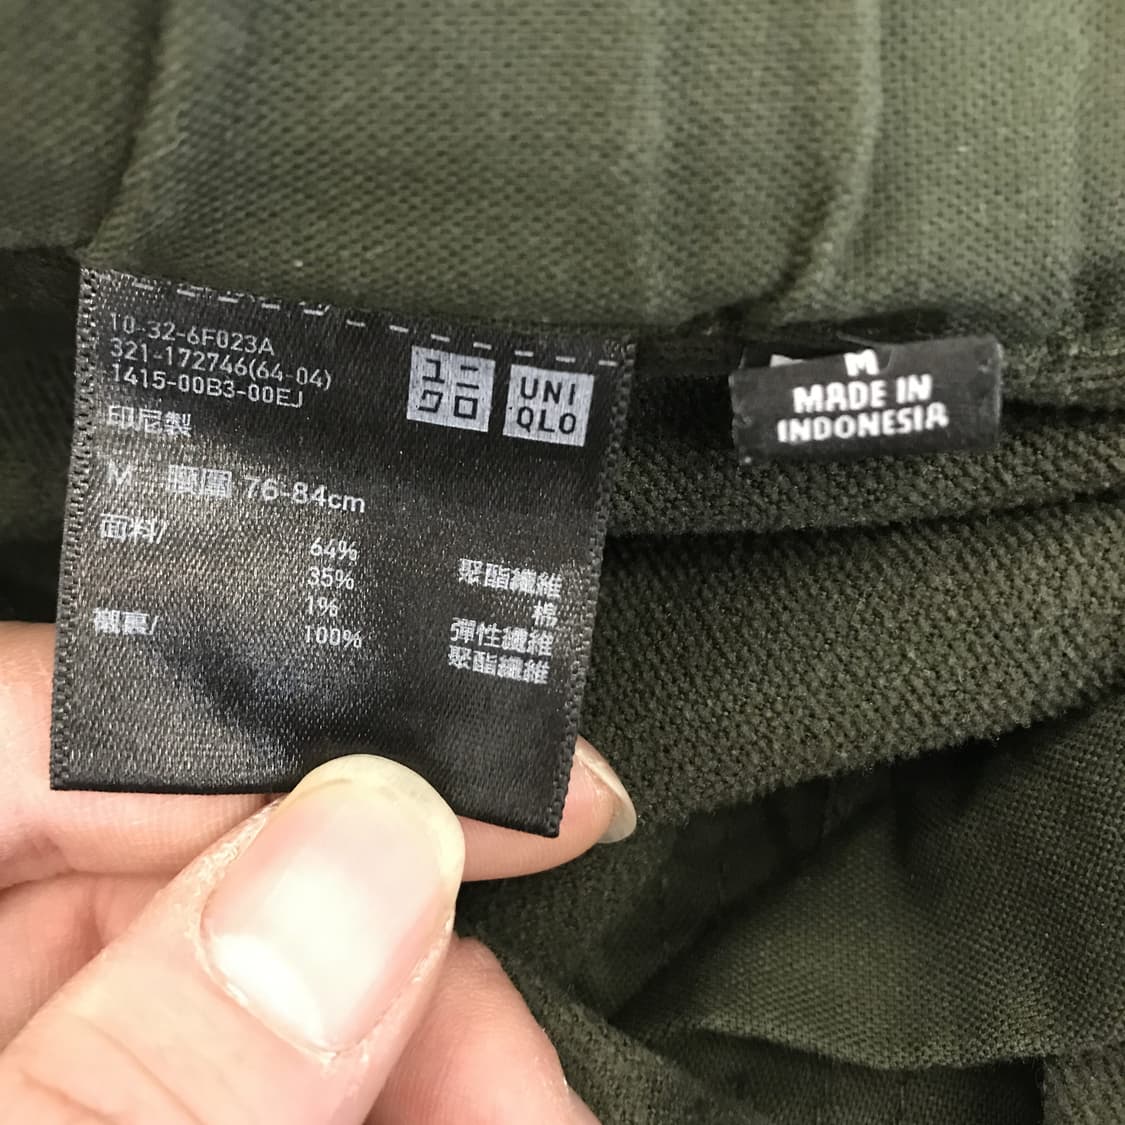 10-32-6F023A
321-172746(64-04)
1415-00B3-00EJ
印尼製
ユニ
クロ
UNI
QLO
M 腰圍 76-84cm
面料/
64% 聚酯纖維
35% 棉
1% 彈性纖維
襯裏/
100% 聚酯纖維
M
MADE IN
INDONESIA